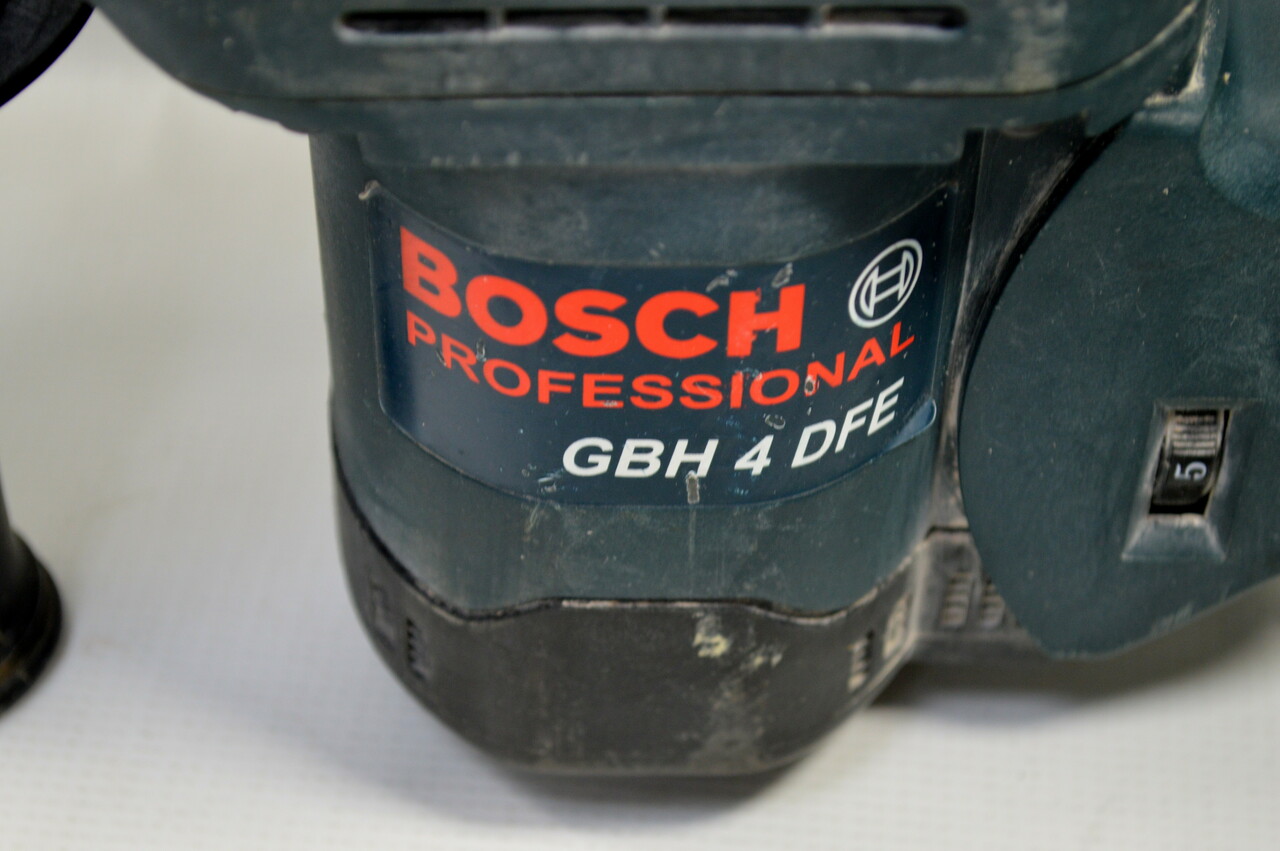 BOSCH
PROFESSIONAL
GBH 4 DFE
5